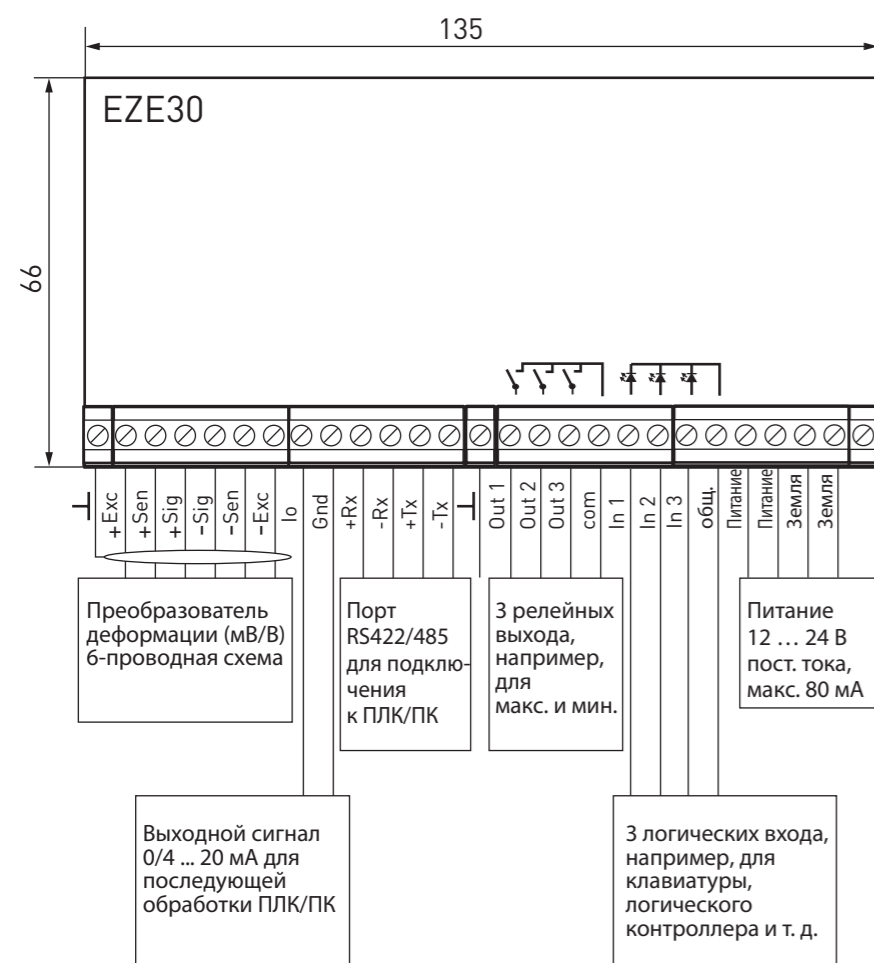 135
EZE30
66
+Exc
+Sen
+Sig
−Sig
−Sen
−Exc
Io
Gnd
+Rx
-Rx
+Tx
-Tx
Out 1
Out 2
Out 3
com
In 1
In 2
In 3
общ.
Питание
Питание
Земля
Земля
Преобразователь
деформации (мВ/В)
6-проводная схема
Порт
RS422/485
для подклю-
чения
к ПЛК/ПК
3 релейных
выхода,
например,
для
макс. и мин.
Питание
12 … 24 В
пост. тока,
макс. 80 мА
Выходной сигнал
0/4 ... 20 мА для
последующей
обработки ПЛК/ПК
3 логических входа,
например, для
клавиатуры,
логического
контроллера и т. д.